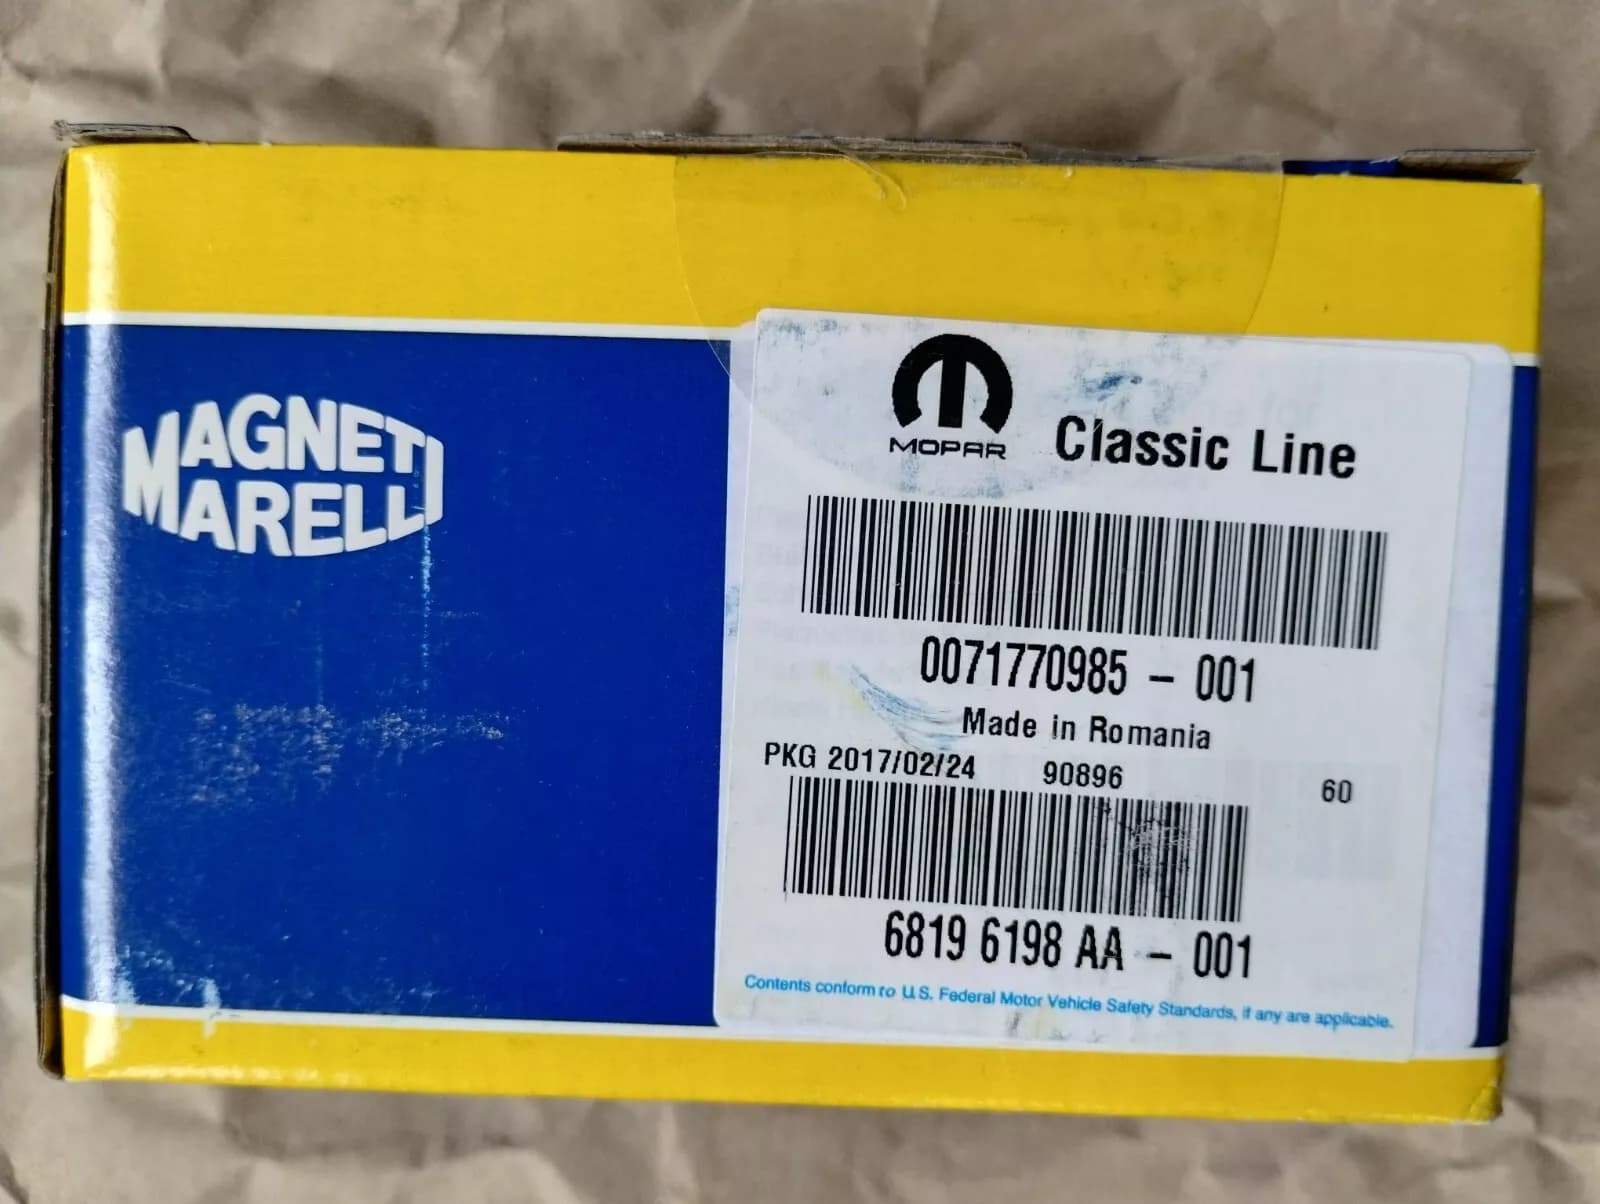 MAGNETI
MARELLI
MOPAR
Classic Line
0071770985 - 001
Made in Romania
PKG 2017/02/24 90896 60
6819 6198 AA - 001
Contents conform to U.S. Federal Motor Vehicle Safety Standards, if any are applicable.